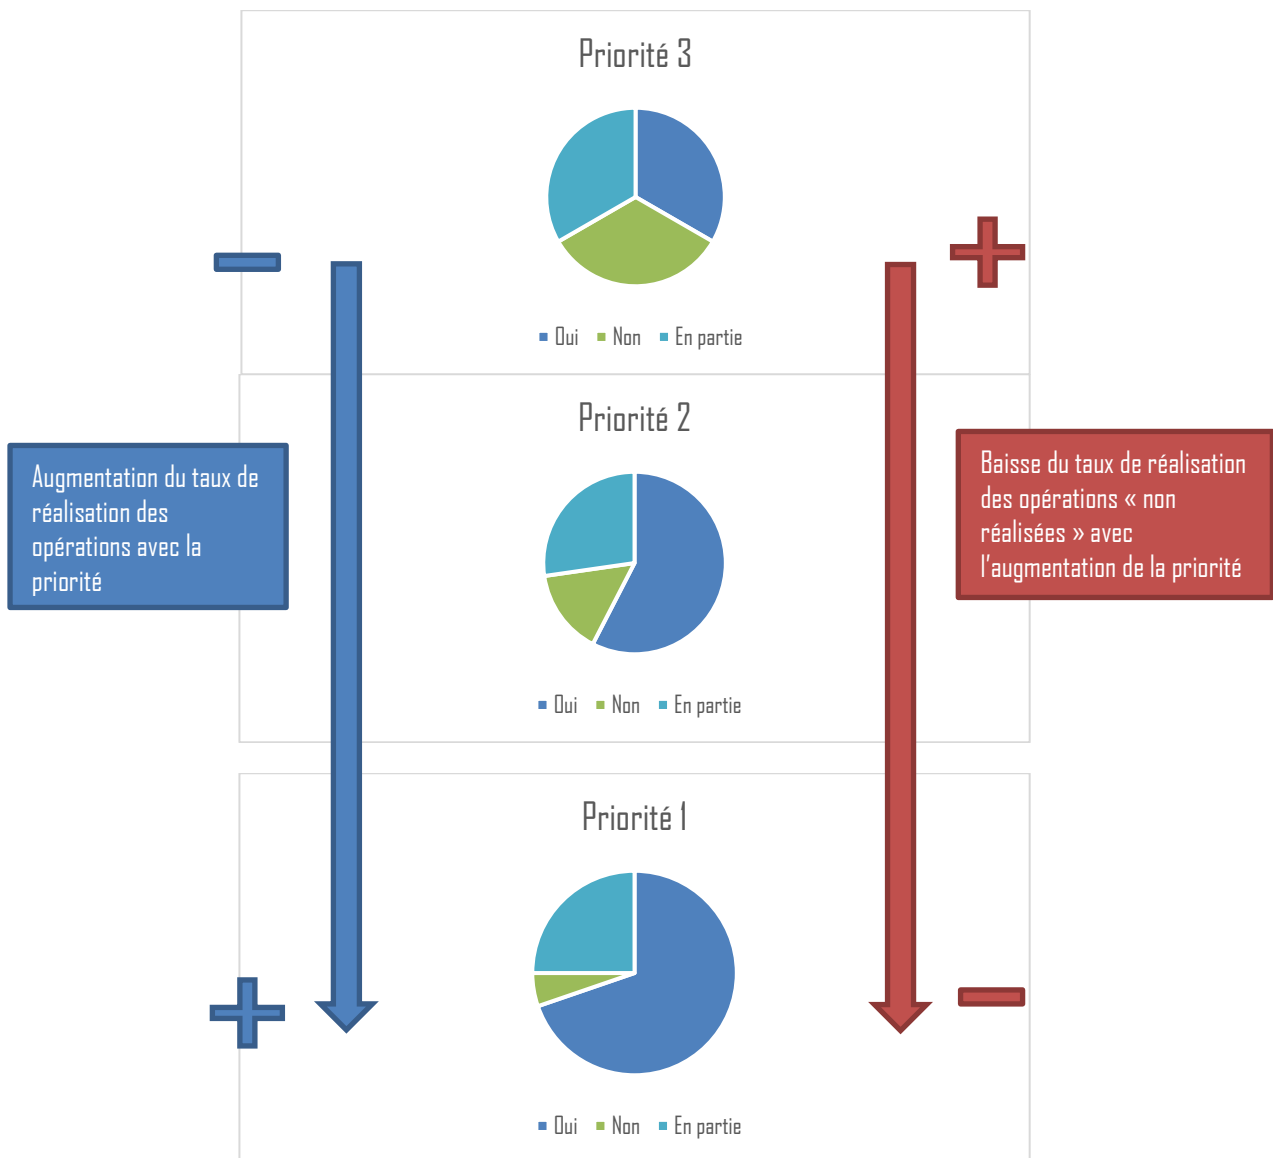 Priorité 3
Oui Non En partie
Priorité 2
Augmentation du taux de
réalisation des
opérations avec la
priorité
Baisse du taux de réalisation
des opérations « non
réalisées » avec
l’augmentation de la priorité
Oui Non En partie
Priorité 1
Oui Non En partie